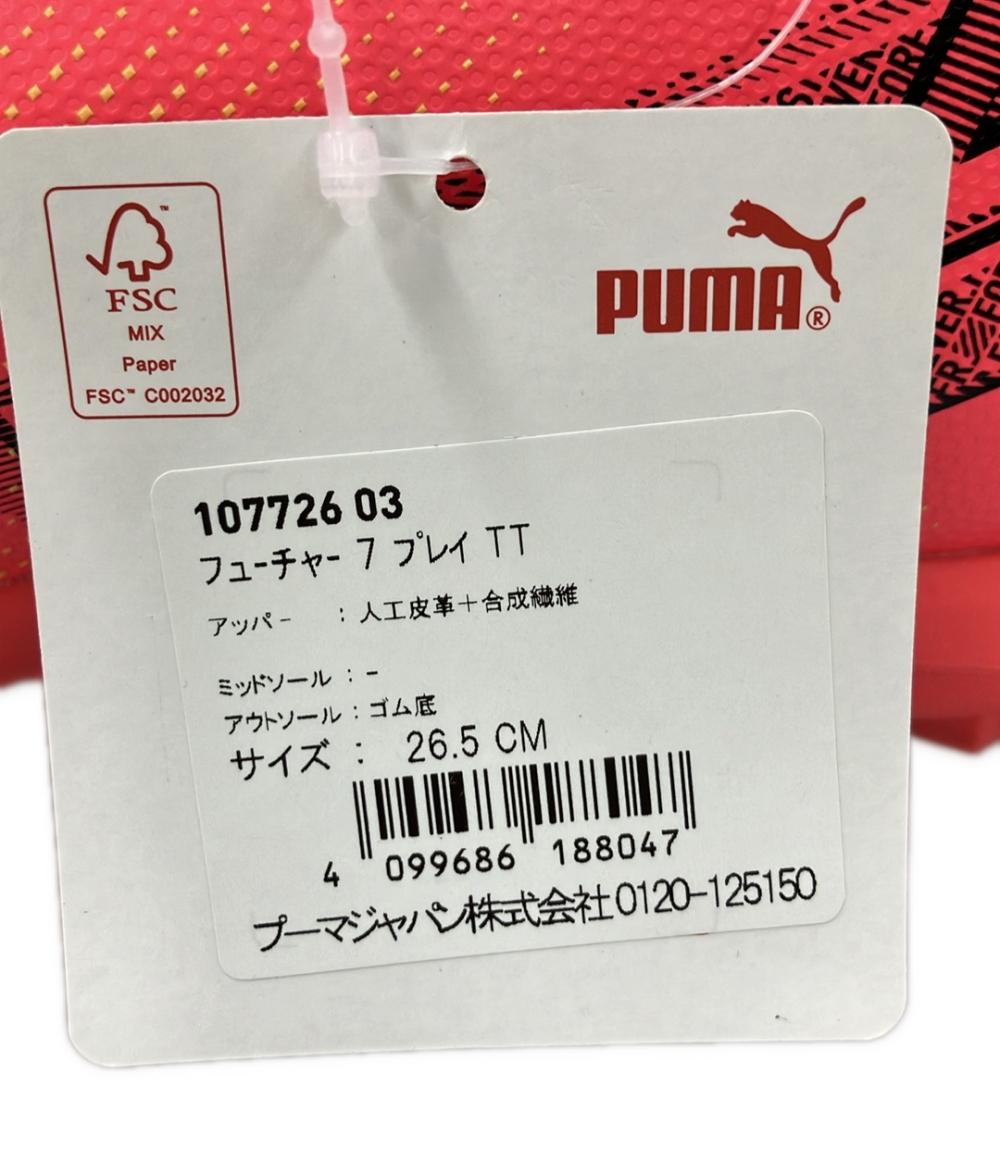 FSC™
MIX
Paper
FSC™ C002032
PUMA®
107726 03
フューチャー 7 プレイ TT
アッパー : 人工皮革+合成繊維
ミッドソール : -
アウトソール : ゴム底
サイズ : 26.5 CM
4 099686 188047
プーマジャパン株式会社0120-125150